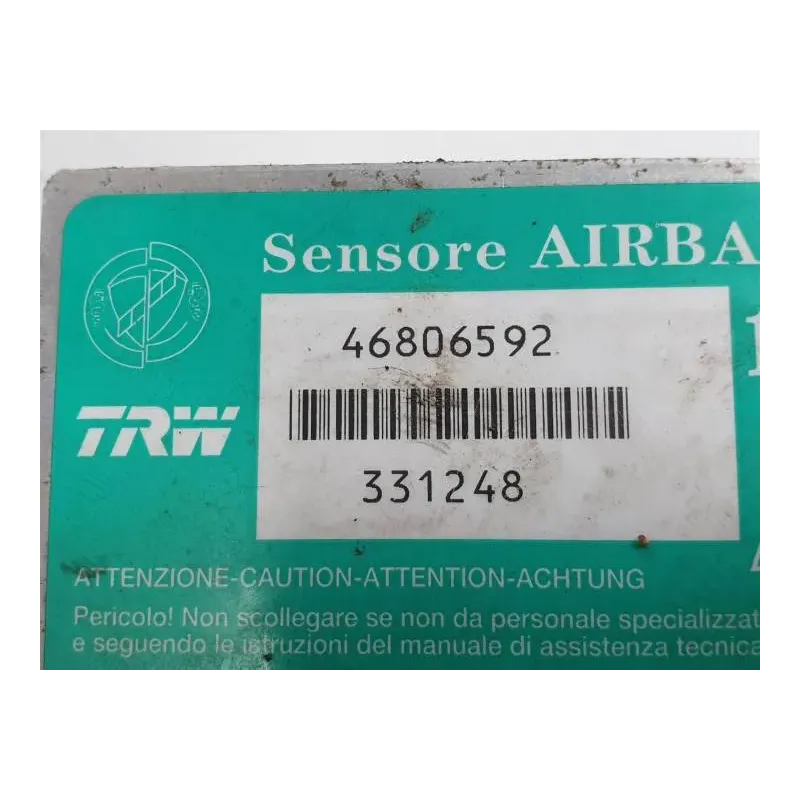 Sensore AIRBA
46806592
TRW
331248
ATTENZIONE-CAUTION-ATTENTION-ACHTUNG
Pericolo! Non scollegare se non da personale specializzat
e seguendo le istruzioni del manuale di assistenza tecnica